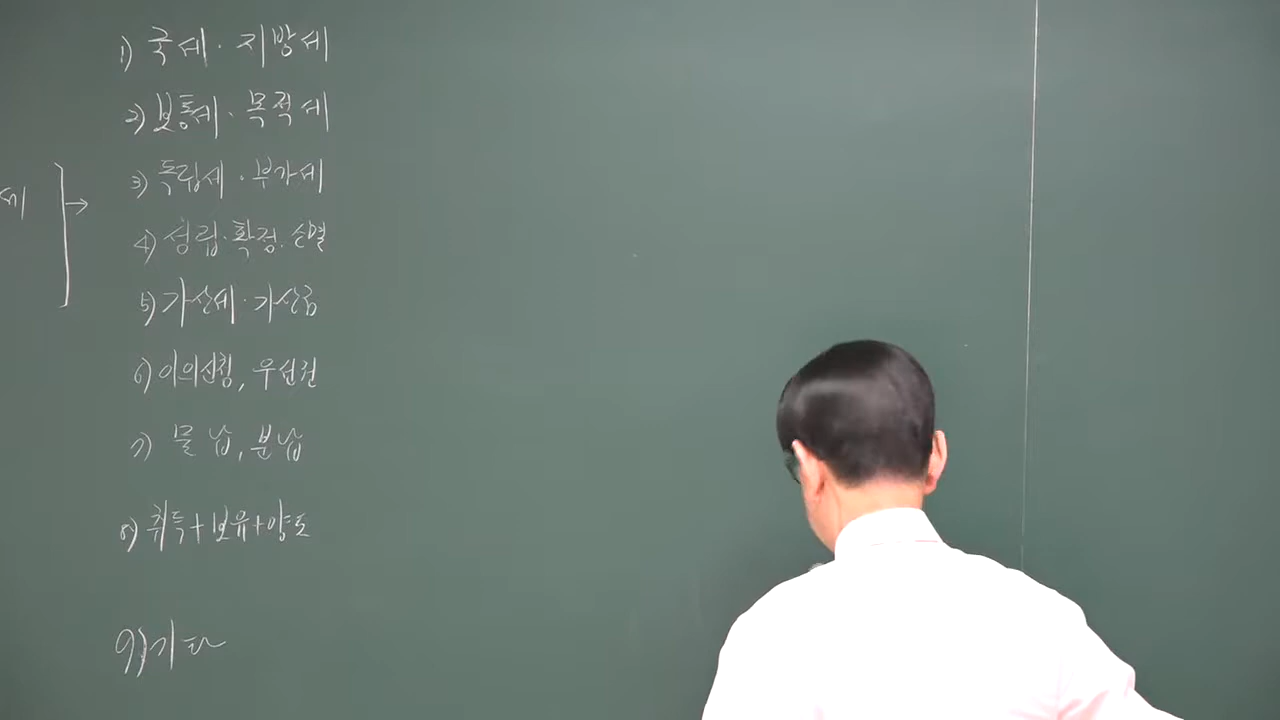 1) 국세·지방세
2) 보통세·목적세
3) 독립세·부가세
세 ]→
4) 성립·확정·소멸
5) 가산세·가산금
6) 이의신청, 우선권
7) 물납, 분납
8) 취득+보유+양도
9) 기타